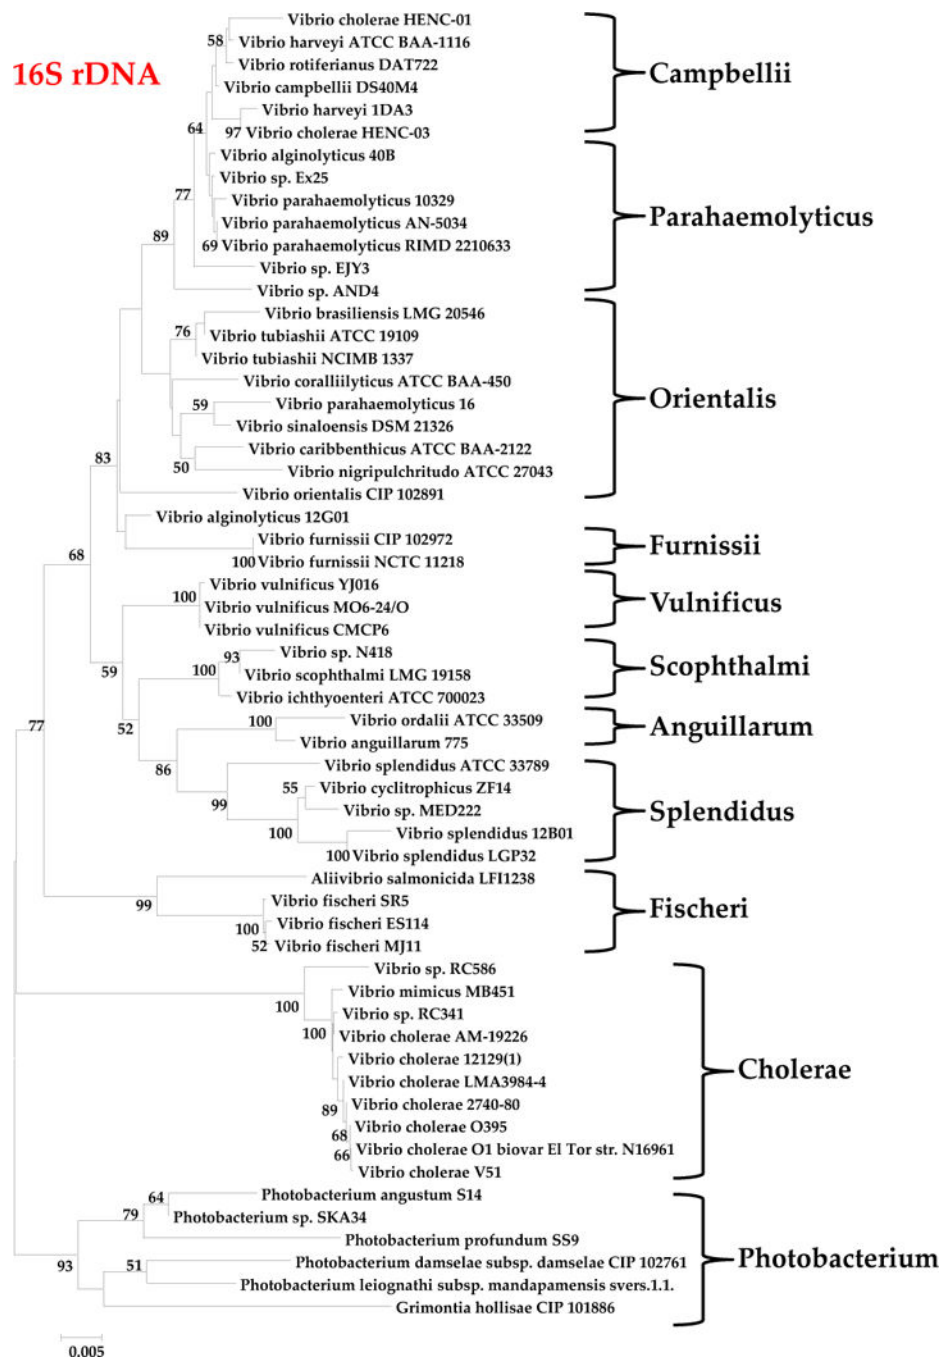 16S rDNA
Vibrio cholerae HENC-01
58 Vibrio harveyi ATCC BAA-1116
Vibrio rotiferianus DAT722
Vibrio campbellii DS40M4
Vibrio harveyi 1DA3
97 Vibrio cholerae HENC-03
Campbellii
64
Vibrio alginolyticus 40B
Vibrio sp. Ex25
77
Vibrio parahaemolyticus 10329
Vibrio parahaemolyticus AN-5034
69 Vibrio parahaemolyticus RIMD 2210633
89
Vibrio sp. EJY3
Vibrio sp. AND4
Parahaemolyticus
Vibrio brasiliensis LMG 20546
76
Vibrio tubiashii ATCC 19109
Vibrio tubiashii NCIMB 1337
Vibrio coralliilyticus ATCC BAA-450
59
Vibrio parahaemolyticus 16
Vibrio sinaloensis DSM 21326
Vibrio caribbenthicus ATCC BAA-2122
50
Vibrio nigripulchritudo ATCC 27043
83
Vibrio orientalis CIP 102891
Orientalis
Vibrio alginolyticus 12G01
Vibrio furnissii CIP 102972
100 Vibrio furnissii NCTC 11218
Furnissii
68
Vibrio vulnificus YJ016
100
Vibrio vulnificus MO6-24/O
Vibrio vulnificus CMCP6
Vulnificus
59
Vibrio sp. N418
93
100
Vibrio scophthalmi LMG 19158
Vibrio ichthyoenteri ATCC 700023
Scophthalmi
77
52
Vibrio ordalii ATCC 33509
100
Vibrio anguillarum 775
Anguillarum
86
Vibrio splendidus ATCC 33789
55 Vibrio cyclitrophicus ZF14
99
Vibrio sp. MED222
100
Vibrio splendidus 12B01
100 Vibrio splendidus LGP32
Splendidus
Aliivibrio salmonicida LFI1238
99
Vibrio fischeri SR5
100
Vibrio fischeri ES114
52 Vibrio fischeri MJ11
Fischeri
Vibrio sp. RC586
100
Vibrio mimicus MB451
Vibrio sp. RC341
100
Vibrio cholerae AM-19226
Vibrio cholerae 12129(1)
Vibrio cholerae LMA3984-4
89
Vibrio cholerae 2740-80
68
Vibrio cholerae O395
66
Vibrio cholerae O1 biovar El Tor str. N16961
Vibrio cholerae V51
Cholerae
Photobacterium angustum S14
64
79
Photobacterium sp. SKA34
Photobacterium profundum SS9
93
51
Photobacterium damselae subsp. damselae CIP 102761
Photobacterium leiognathi subsp. mandapamensis svers.1.1.
Grimontia hollisae CIP 101886
Photobacterium
0.005